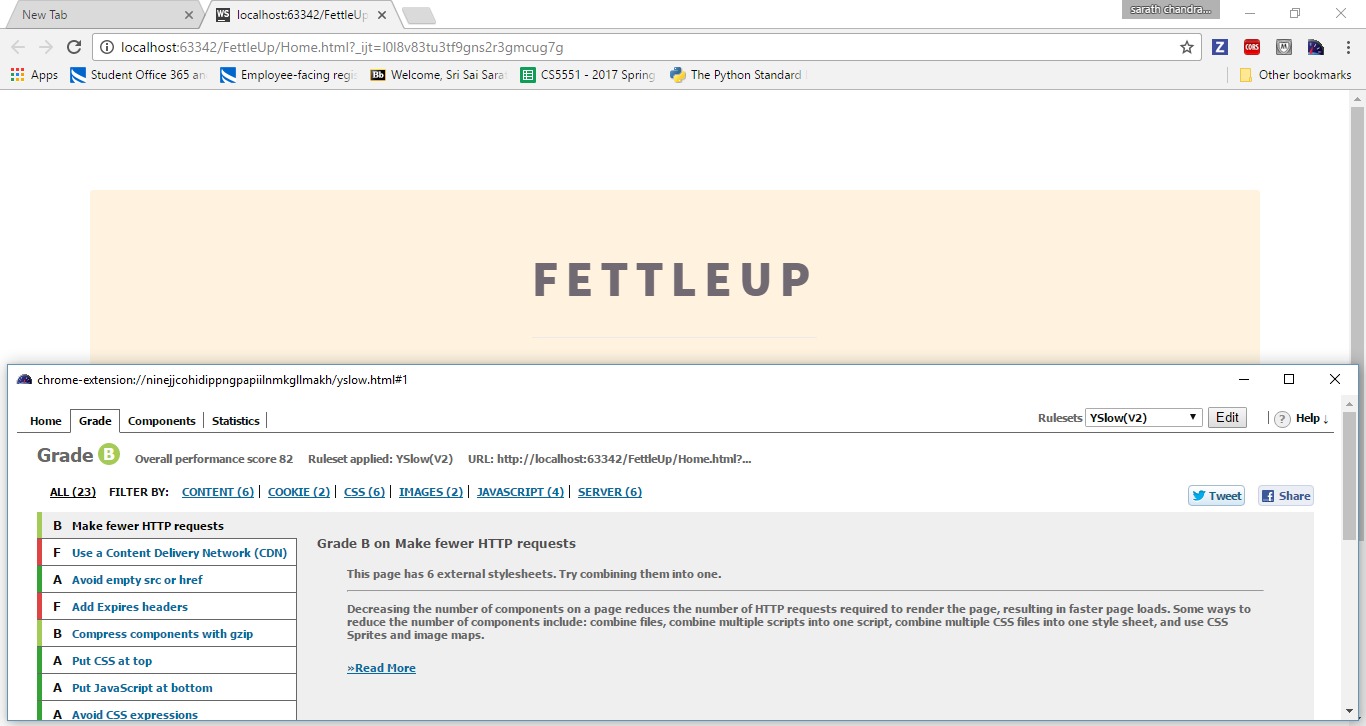 New Tab
localhost:63342/FettleUp
sarath chandra...
localhost:63342/FettleUp/Home.html?_ijt=l0l8v83tu3tf9gns2r3gmcug7g
Z CORS M
Apps Student Office 365 an Employee-facing regis Bb Welcome, Sri Sai Sarat CS5551 - 2017 Spring The Python Standard Other bookmarks
FETTLEUP
chrome-extension://ninejjcohidippngpapiilnmkgllmakh/yslow.html#1
Home Grade Components Statistics Rulesets YSlow(V2) Edit ? Help ↓
Grade B Overall performance score 82 Ruleset applied: YSlow(V2) URL: http://localhost:63342/FettleUp/Home.html?...
ALL (23) FILTER BY: CONTENT (6) | COOKIE (2) | CSS (6) | IMAGES (2) | JAVASCRIPT (4) | SERVER (6)
Tweet Share
B Make fewer HTTP requests
F Use a Content Delivery Network (CDN)
A Avoid empty src or href
F Add Expires headers
B Compress components with gzip
A Put CSS at top
A Put JavaScript at bottom
A Avoid CSS expressions
Grade B on Make fewer HTTP requests
This page has 6 external stylesheets. Try combining them into one.
Decreasing the number of components on a page reduces the number of HTTP requests required to render the page, resulting in faster page loads. Some ways to
reduce the number of components include: combine files, combine multiple scripts into one script, combine multiple CSS files into one style sheet, and use CSS
Sprites and image maps.
»Read More